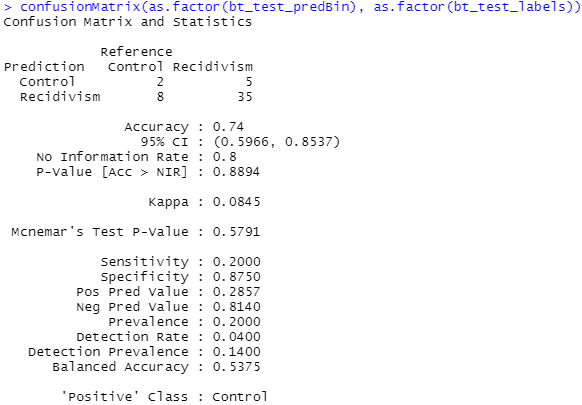 > confusionMatrix(as.factor(bt_test_predBin), as.factor(bt_test_labels))
Confusion Matrix and Statistics
Reference
Prediction Control Recidivism
Control 2 5
Recidivism 8 35
Accuracy : 0.74
95% CI : (0.5966, 0.8537)
No Information Rate : 0.8
P-Value [Acc > NIR] : 0.8894
Kappa : 0.0845
Mcnemar's Test P-Value : 0.5791
Sensitivity : 0.2000
Specificity : 0.8750
Pos Pred Value : 0.2857
Neg Pred Value : 0.8140
Prevalence : 0.2000
Detection Rate : 0.0400
Detection Prevalence : 0.1400
Balanced Accuracy : 0.5375
'Positive' Class : Control